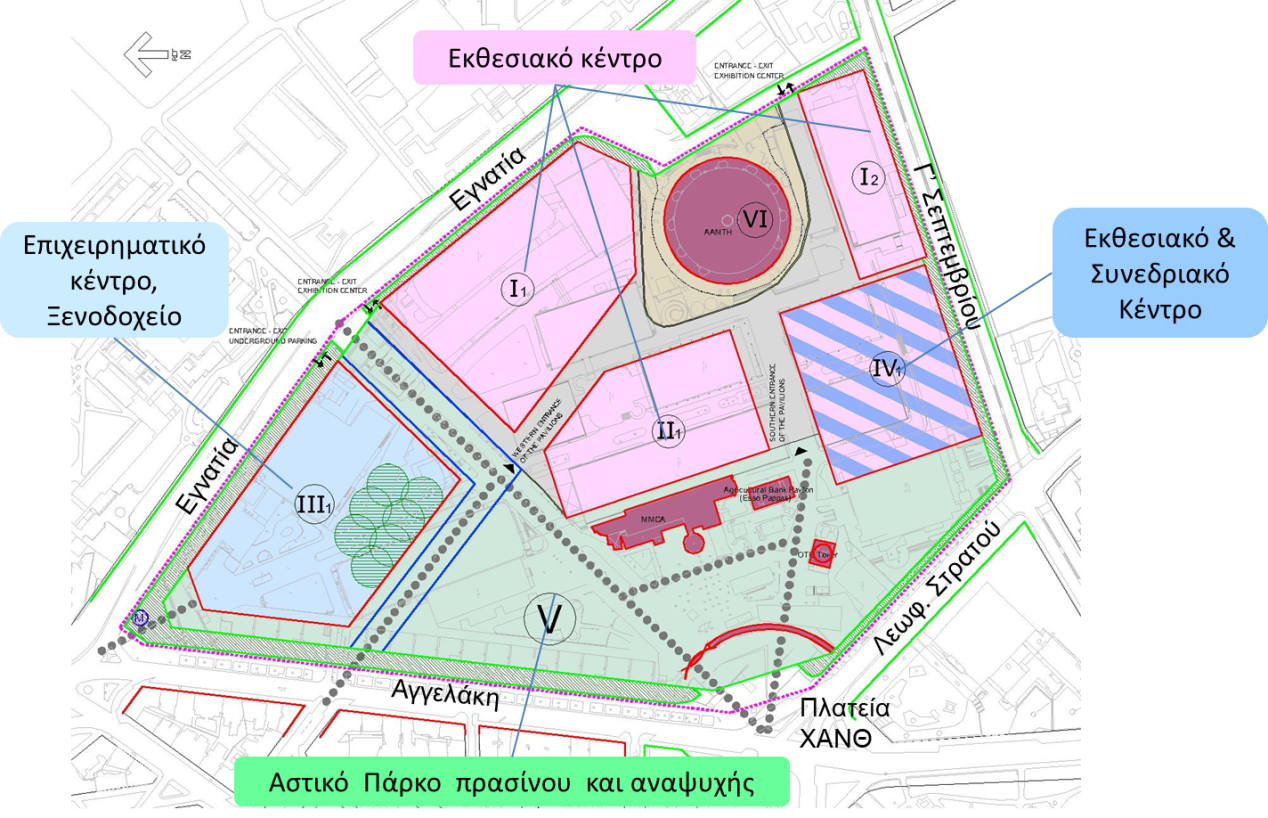 Εκθεσιακό κέντρο
ENTRANCE - EXIT
EXHIBITION CENTER
Εγνατία
I2
VI
ΛΛΝΤΗ
Γ' Σεπτεμβρίου
Επιχειρηματικό
κέντρο,
Ξενοδοχείο
Εκθεσιακό &
Συνεδριακό
Κέντρο
ENTRANCE - EXIT
EXHIBITION CENTER
I1
ENTRANCE - EXIT
UNDERGROUND PARKING
IV1
SOUTHERN ENTRANCE
OF THE PAVILIONS
WESTERN ENTRANCE
OF THE PAVILIONS
II1
Εγνατία
III1
Agricultural Bank Pavilion
(Esso Pappas)
MMCA
OTE Tower
M
V
Λεωφ. Στρατού
Αγγελάκη
Πλατεία
ΧΑΝΘ
Αστικό Πάρκο πρασίνου και αναψυχής